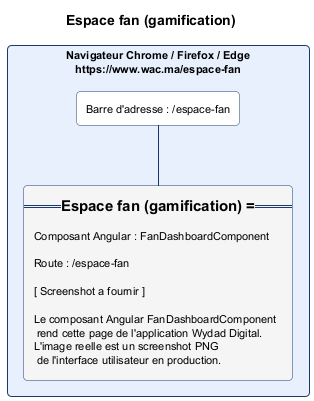 Espace fan (gamification)
Navigateur Chrome / Firefox / Edge
https://www.wac.ma/espace-fan
Barre d'adresse : /espace-fan
Espace fan (gamification) =
Composant Angular : FanDashboardComponent
Route : /espace-fan
[ Screenshot a fournir ]
Le composant Angular FanDashboardComponent
rend cette page de l'application Wydad Digital.
L'image reelle est un screenshot PNG
de l'interface utilisateur en production.